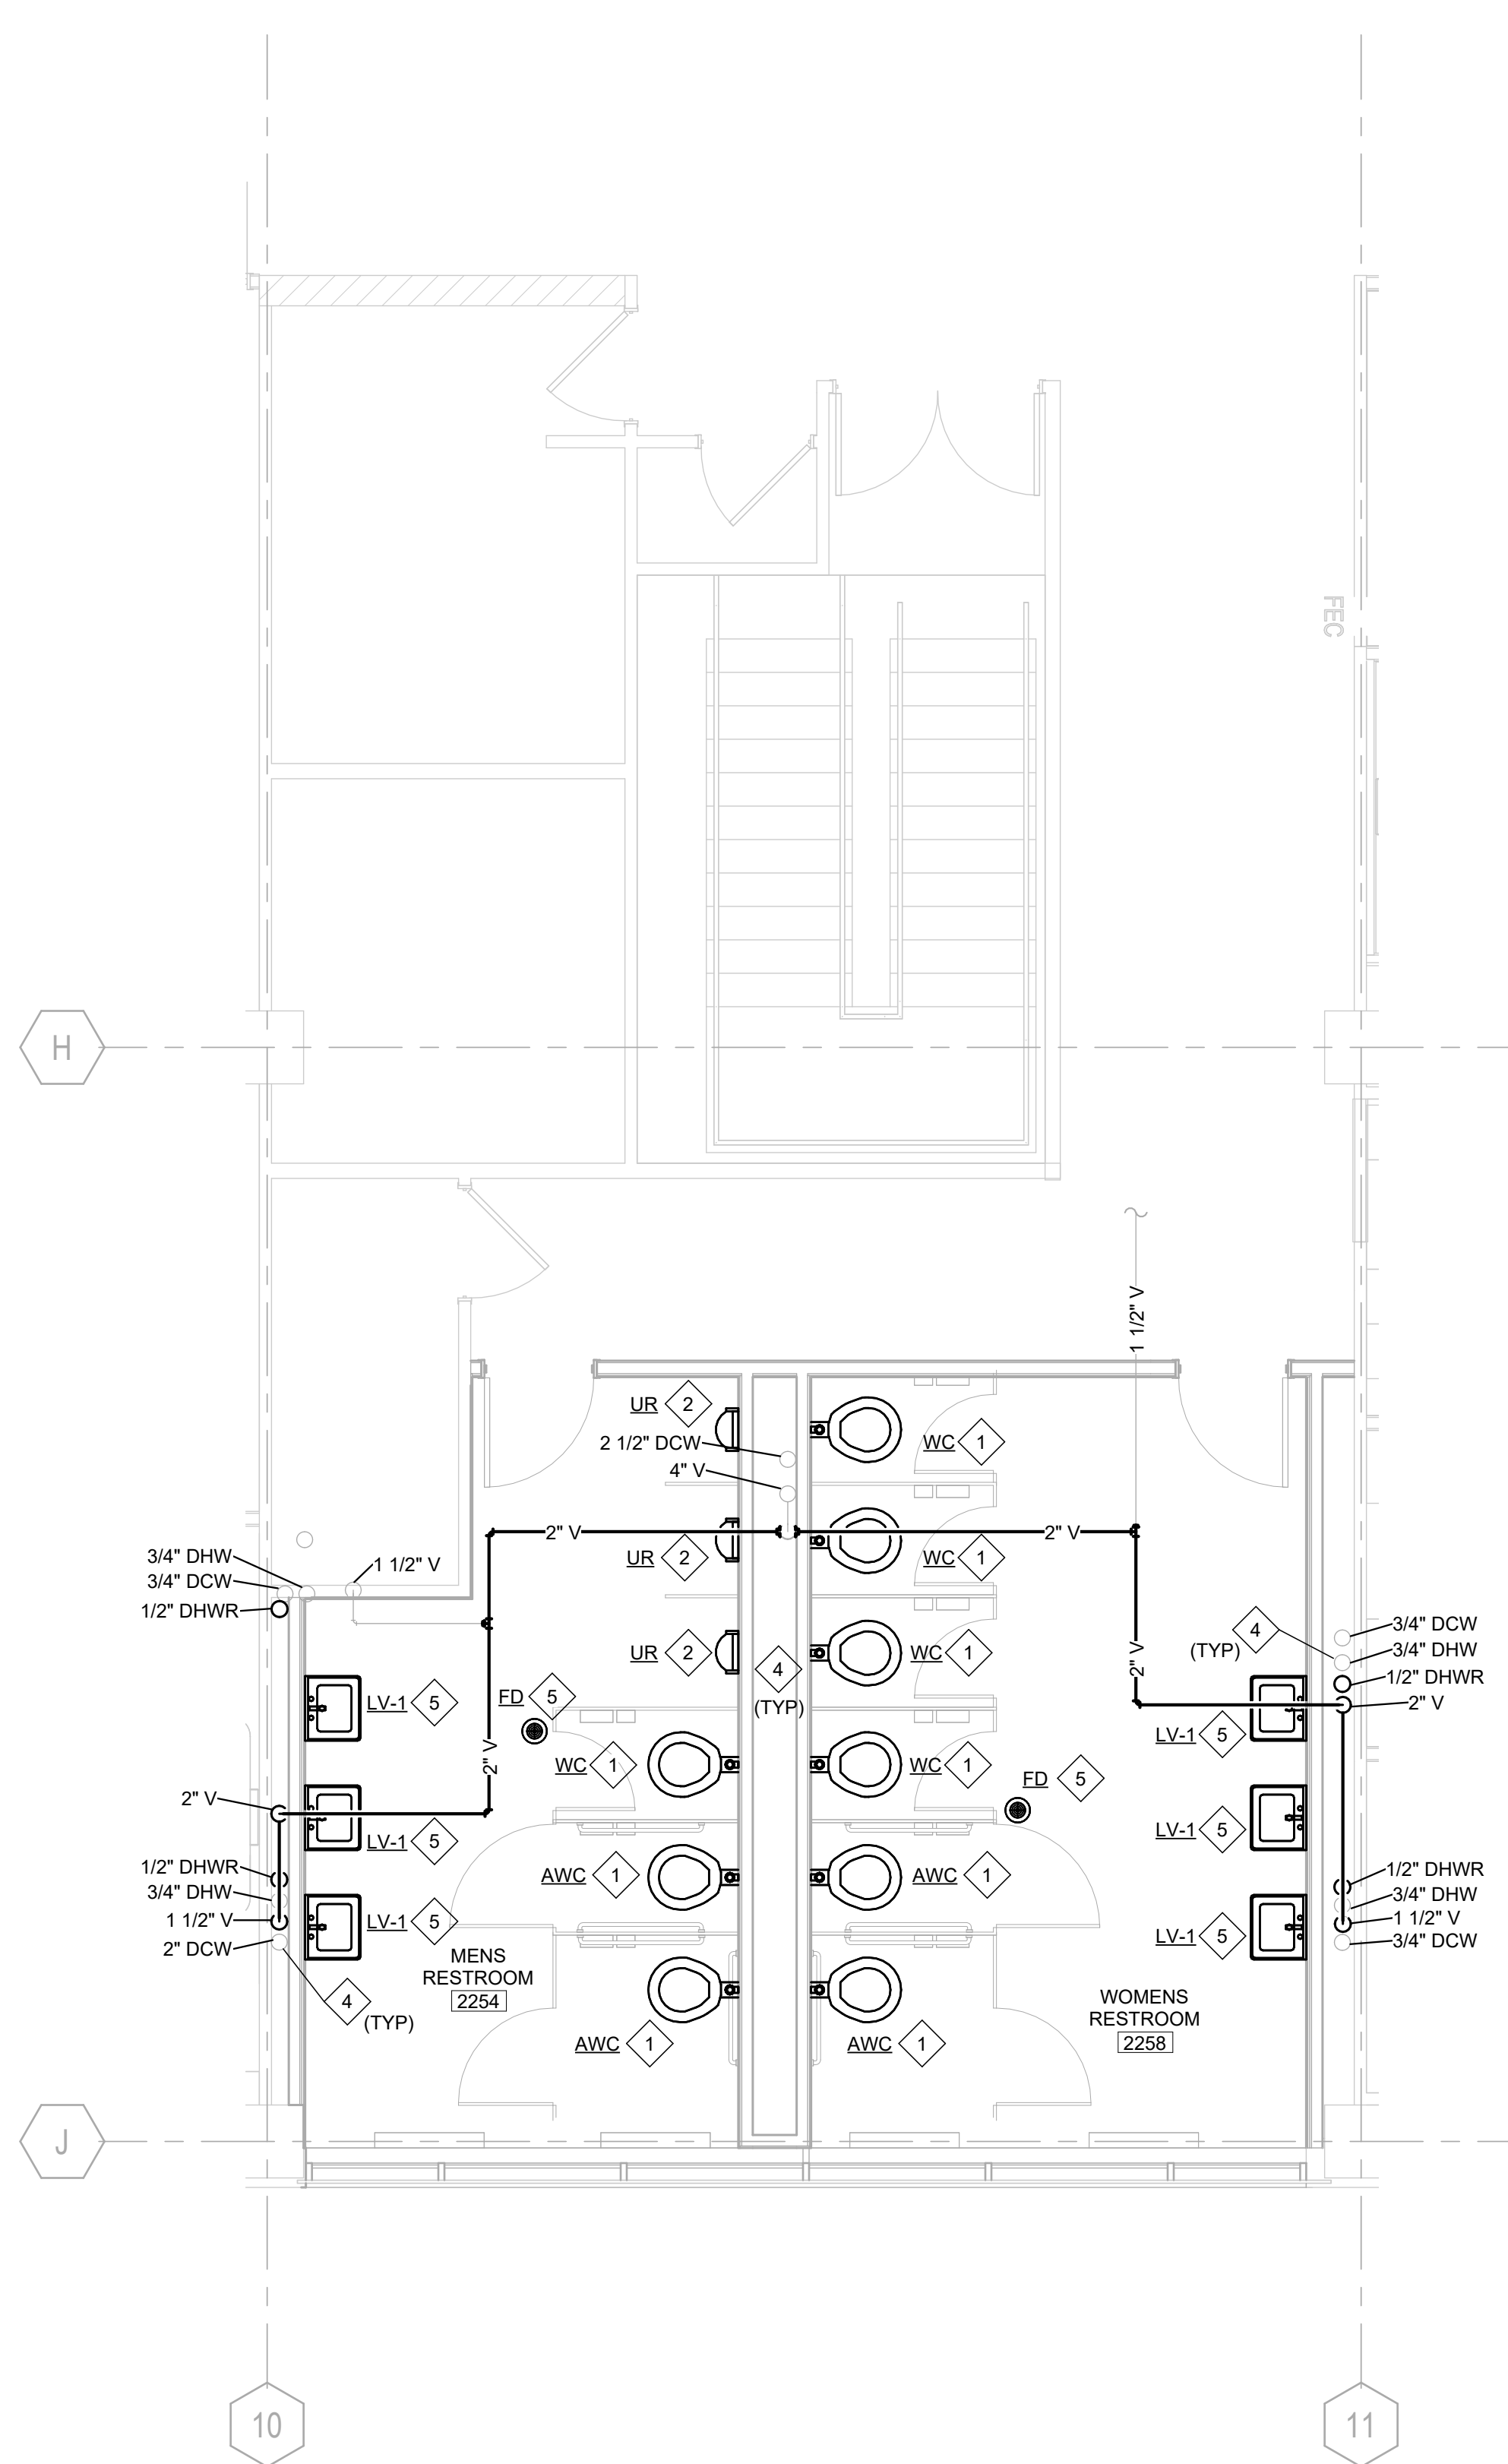 FEC
H
1 1/2" V
UR 2
2 1/2" DCW
4" V
WC 1
2" V
2" V
UR 2
WC 1
3/4" DHW
3/4" DCW
1/2" DHWR
1 1/2" V
UR 2
4
(TYP)
WC 1
2" V
4
(TYP)
3/4" DCW
3/4" DHW
1/2" DHWR
2" V
LV-1 5
FD 5
LV-1 5
2" V
WC 1
WC 1
FD 5
2" V
LV-1 5
LV-1 5
1/2" DHWR
3/4" DHW
1 1/2" V
2" DCW
AWC 1
AWC 1
1/2" DHWR
3/4" DHW
1 1/2" V
3/4" DCW
LV-1 5
LV-1 5
MENS
RESTROOM
2254
4
(TYP)
WOMENS
RESTROOM
2258
AWC 1
AWC 1
J
10
11